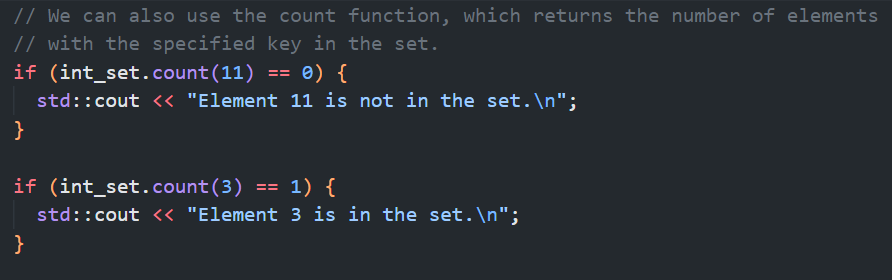 // We can also use the count function, which returns the number of elements
// with the specified key in the set.
if (int_set.count(11) == 0) {
  std::cout << "Element 11 is not in the set.\n";
}

if (int_set.count(3) == 1) {
  std::cout << "Element 3 is in the set.\n";
}